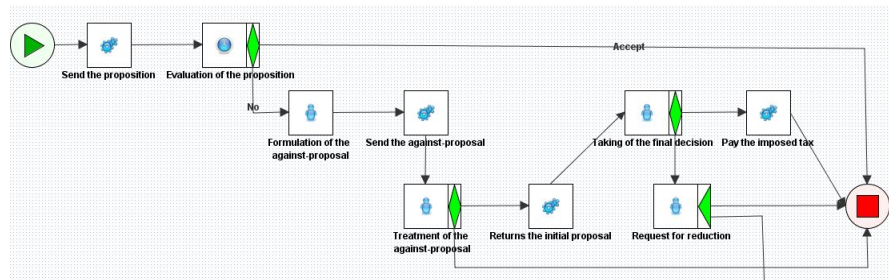 Accept
Send the proposition
Evaluation of the proposition
No
Formulation of the
against-proposal
Send the against-proposal
Taking of the final decision
Pay the imposed tax
Treatment of the
against-proposal
Returns the initial proposal
Request for reduction